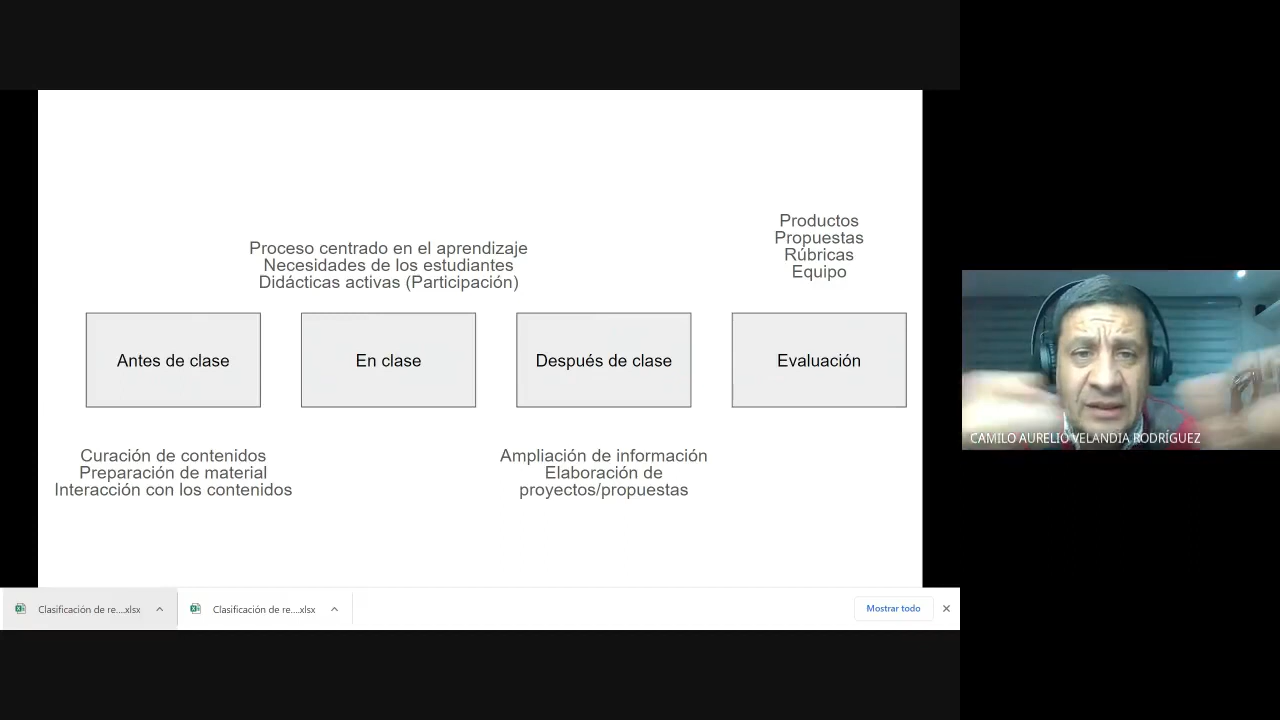 Productos
Propuestas
Rúbricas
Equipo
Proceso centrado en el aprendizaje
Necesidades de los estudiantes
Didácticas activas (Participación)
Antes de clase
En clase
Después de clase
Evaluación
Curación de contenidos
Preparación de material
Interacción con los contenidos
Ampliación de información
Elaboración de
proyectos/propuestas
CAMILO AURELIO VELANDIA RODRÍGUEZ
Clasificación de re....xlsx
Clasificación de re....xlsx
Mostrar todo